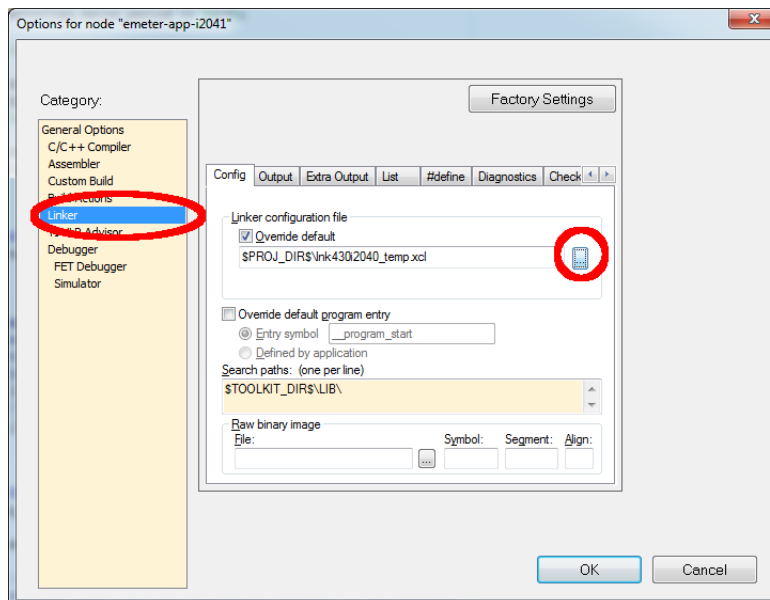 Options for node "emeter-app-i2041"
Category:
Factory Settings
General Options
C/C++ Compiler
Assembler
Custom Build
Build Actions
Linker
Advisor
Debugger
FET Debugger
Simulator
Config Output Extra Output List #define Diagnostics Check
Linker configuration file
Override default
$PROJ_DIR$\lnk430i2040_temp.xcl
Override default program entry
Entry symbol __program_start
Defined by application
Search paths: (one per line)
$TOOLKIT_DIR$\LIB\
Raw binary image
File: Symbol: Segment: Align:
...
OK Cancel